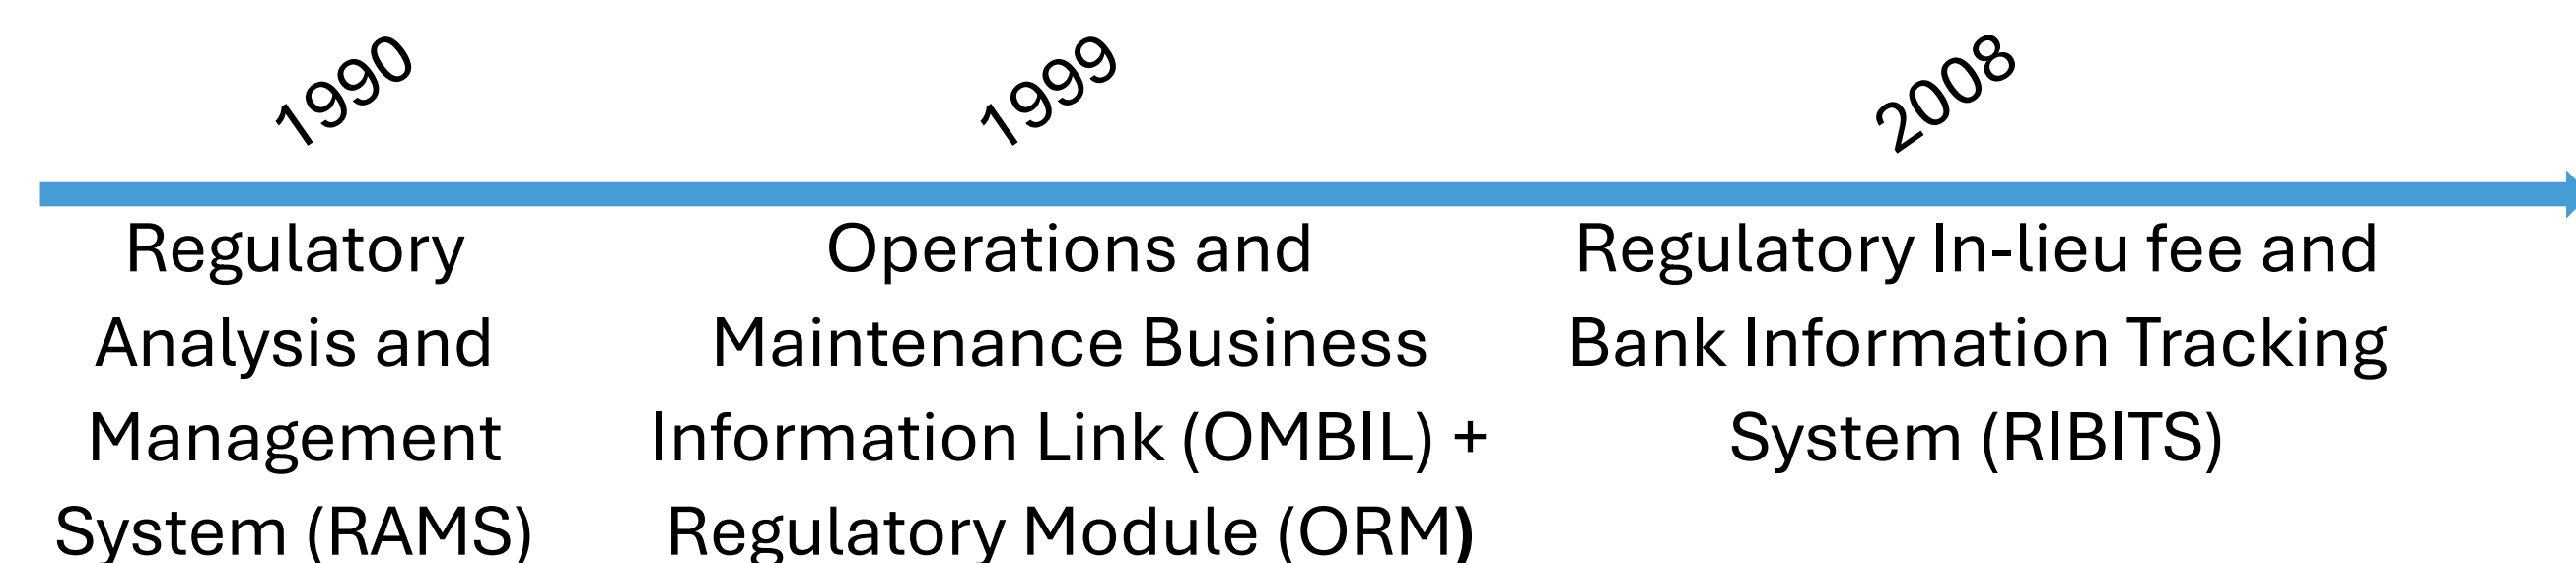 1990
1999
2008
Regulatory
Analysis and
Management
System (RAMS)
Operations and
Maintenance Business
Information Link (OMBIL) +
Regulatory Module (ORM)
Regulatory In-lieu fee and
Bank Information Tracking
System (RIBITS)